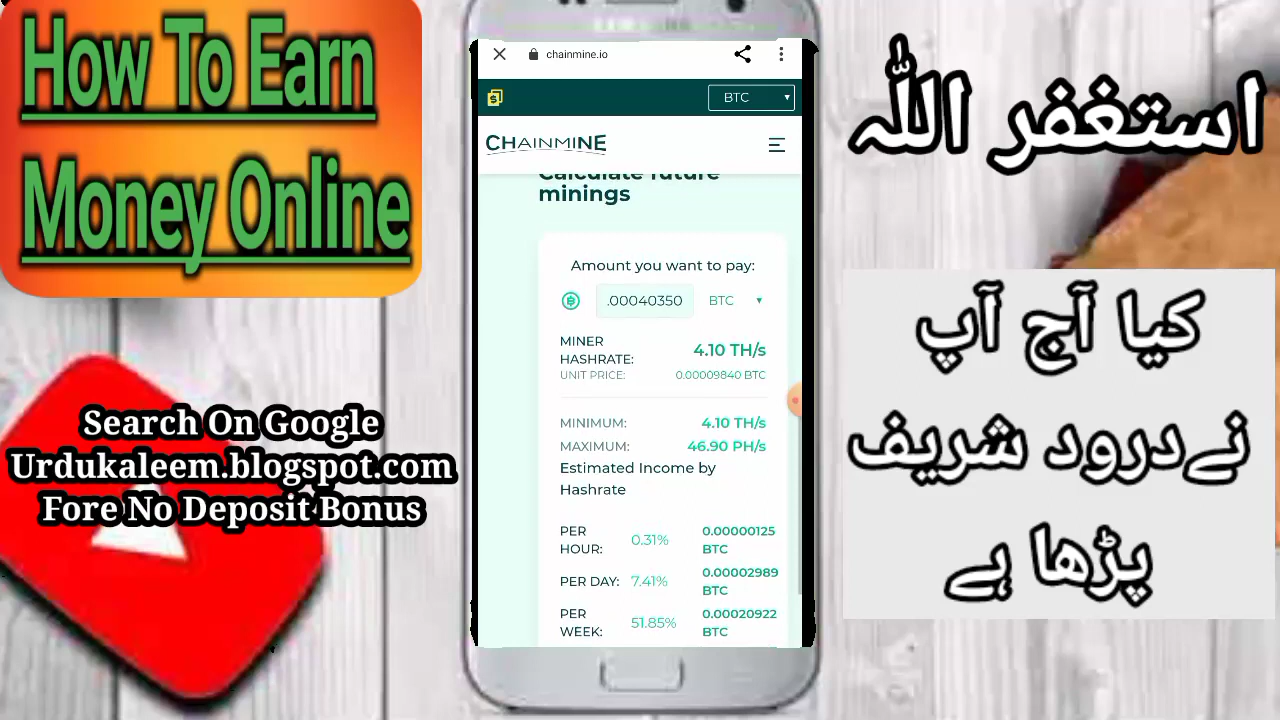 How To Earn
Money Online
Search On Google
Urdukaleem.blogspot.com
Fore No Deposit Bonus
chainmine.io
BTC
CHAINMINE
Calculate future
minings
Amount you want to pay:
.00040350 BTC
MINER
HASHRATE: 4.10 TH/s
UNIT PRICE: 0.00009840 BTC
MINIMUM: 4.10 TH/s
MAXIMUM: 46.90 PH/s
Estimated Income by
Hashrate
PER
HOUR: 0.31% 0.00000125
BTC
PER DAY: 7.41% 0.00002989
BTC
PER
WEEK: 51.85% 0.00020922
BTC
استغفر اللّٰہ
کیا آج آپ
نےدرود شریف
پڑھا ہے